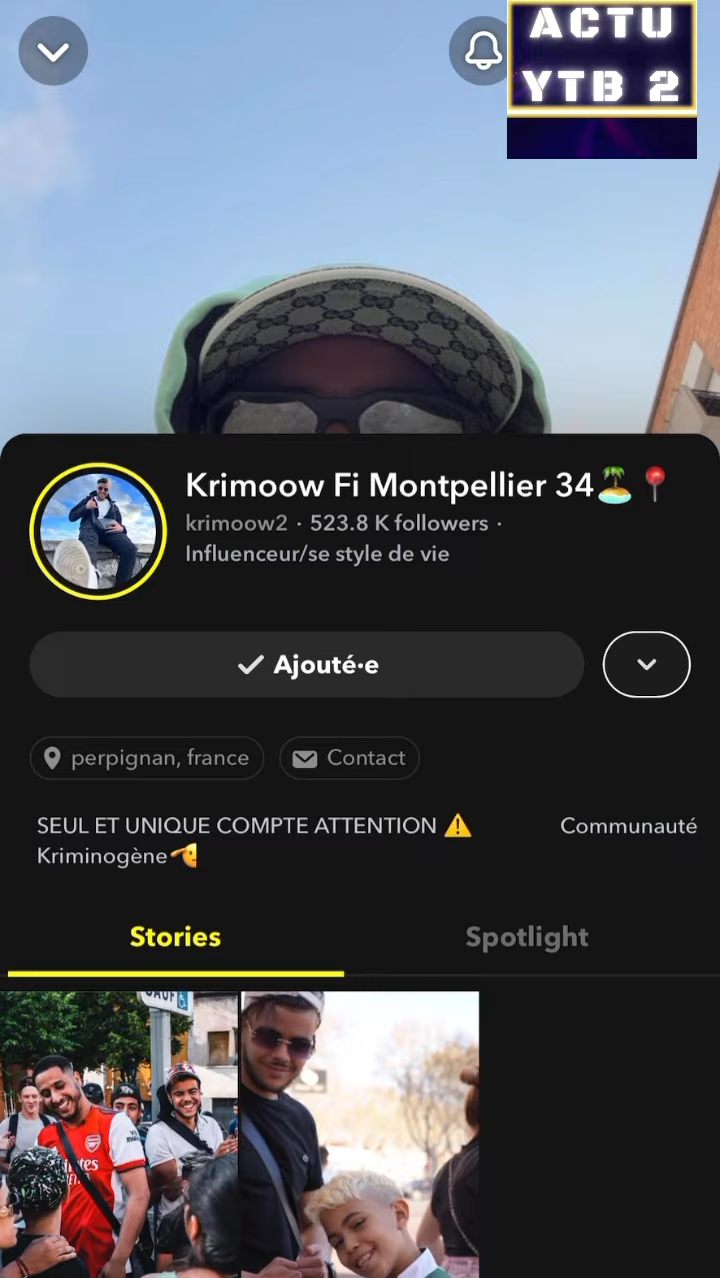 ACTU
YTB 2
Krimoow Fi Montpellier 34🏝️📍
krimoow2 · 523.8 K followers ·
Influenceur/se style de vie
Ajouté·e
perpignan, france
Contact
SEUL ET UNIQUE COMPTE ATTENTION ⚠️
Kriminogène🫡
Communauté
Stories
Spotlight
SAUF